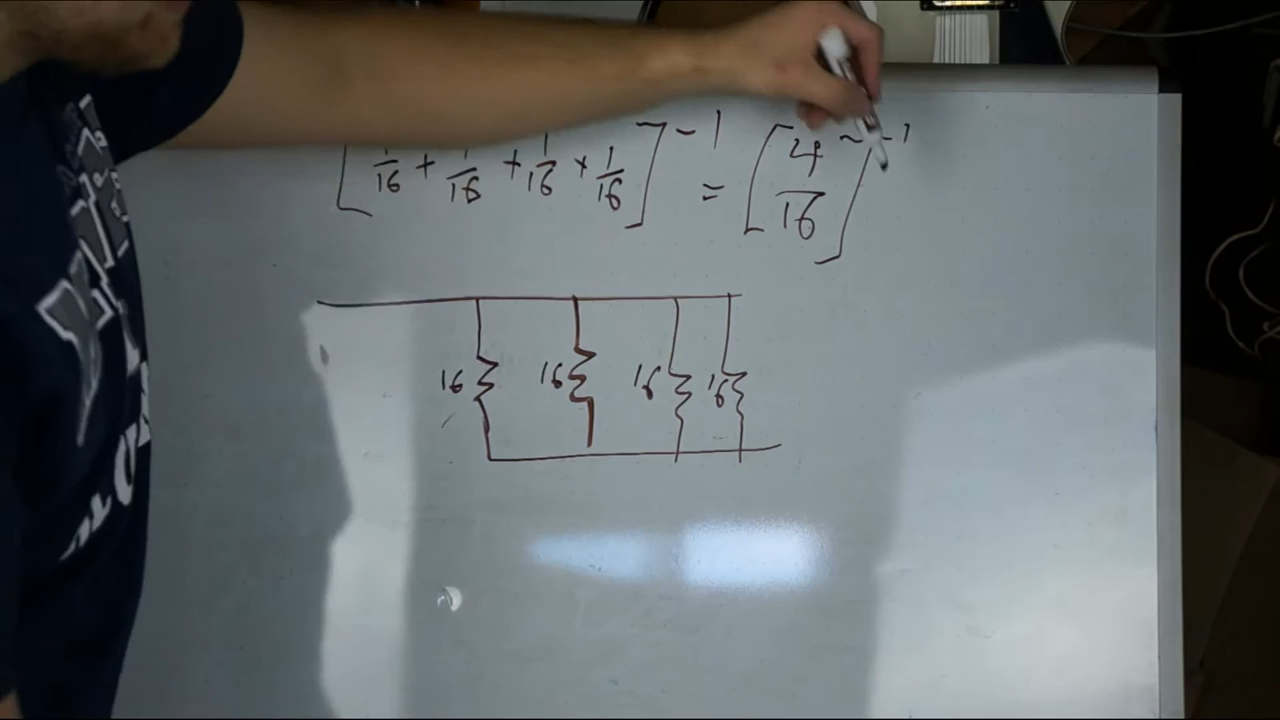 [1/16 + 1/16 + 1/16 + 1/16]^-1 = [4/16]^-1
16 16 16 16